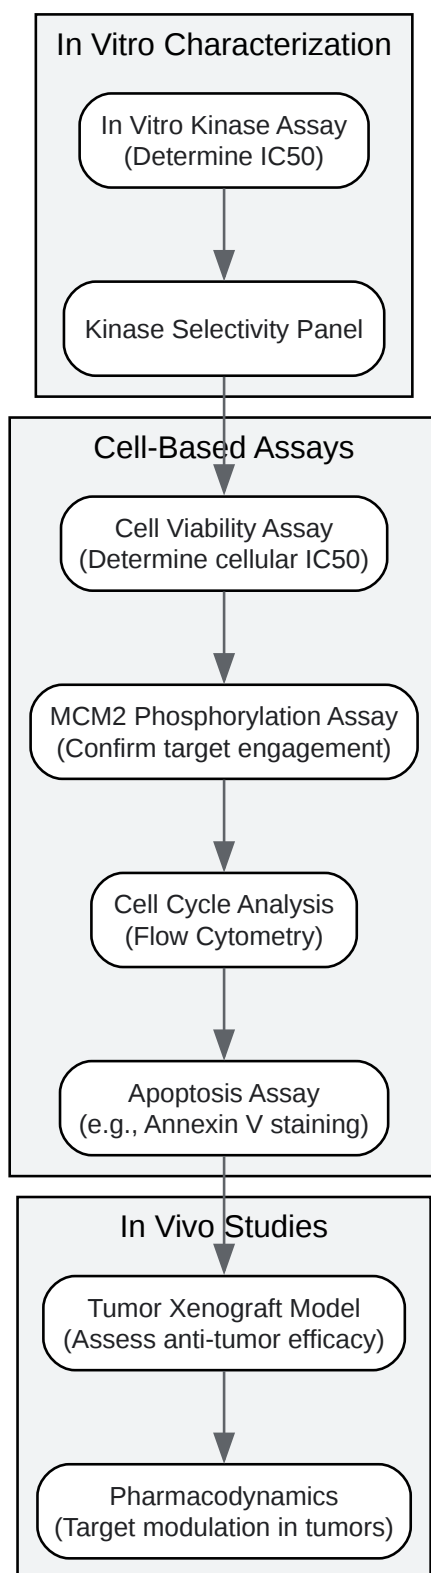 In Vitro Characterization
In Vitro Kinase Assay
(Determine IC50)
Kinase Selectivity Panel
Cell-Based Assays
Cell Viability Assay
(Determine cellular IC50)
MCM2 Phosphorylation Assay
(Confirm target engagement)
Cell Cycle Analysis
(Flow Cytometry)
Apoptosis Assay
(e.g., Annexin V staining)
In Vivo Studies
Tumor Xenograft Model
(Assess anti-tumor efficacy)
Pharmacodynamics
(Target modulation in tumors)